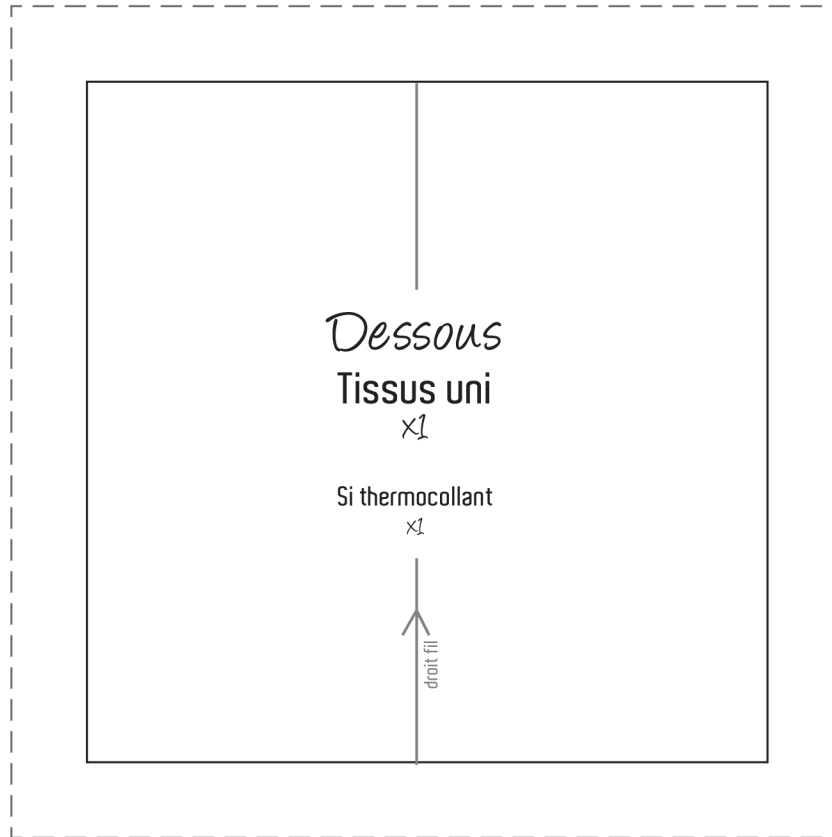 Dessous
Tissus uni
x1
Si thermocollant
x1
droit fil